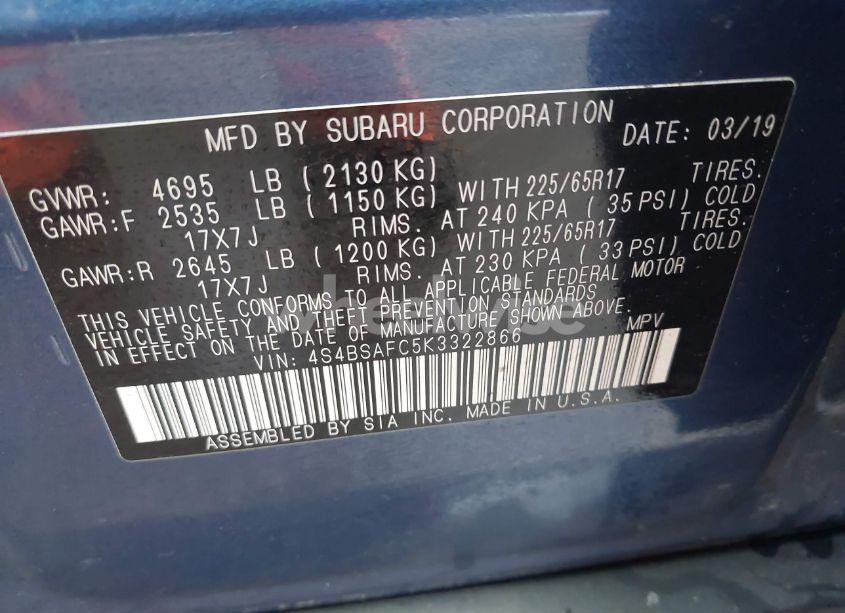 MFD BY SUBARU CORPORATION DATE: 03/19
GVWR: 4695 LB ( 2130 KG)
GAWR:F 2535 LB ( 1150 KG) WITH 225/65R17 TIRES.
17X7J RIMS. AT 240 KPA ( 35 PSI) COLD
GAWR:R 2645 LB ( 1200 KG) WITH 225/65R17 TIRES.
17X7J RIMS. AT 230 KPA ( 33 PSI) COLD
THIS VEHICLE CONFORMS TO ALL APPLICABLE FEDERAL MOTOR
VEHICLE SAFETY AND THEFT PREVENTION STANDARDS
IN EFFECT ON THE DATE OF MANUFACTURE SHOWN ABOVE.
VIN: 4S4BSAFC5K3322866 MPV
ASSEMBLED BY SIA INC. MADE IN U.S.A.